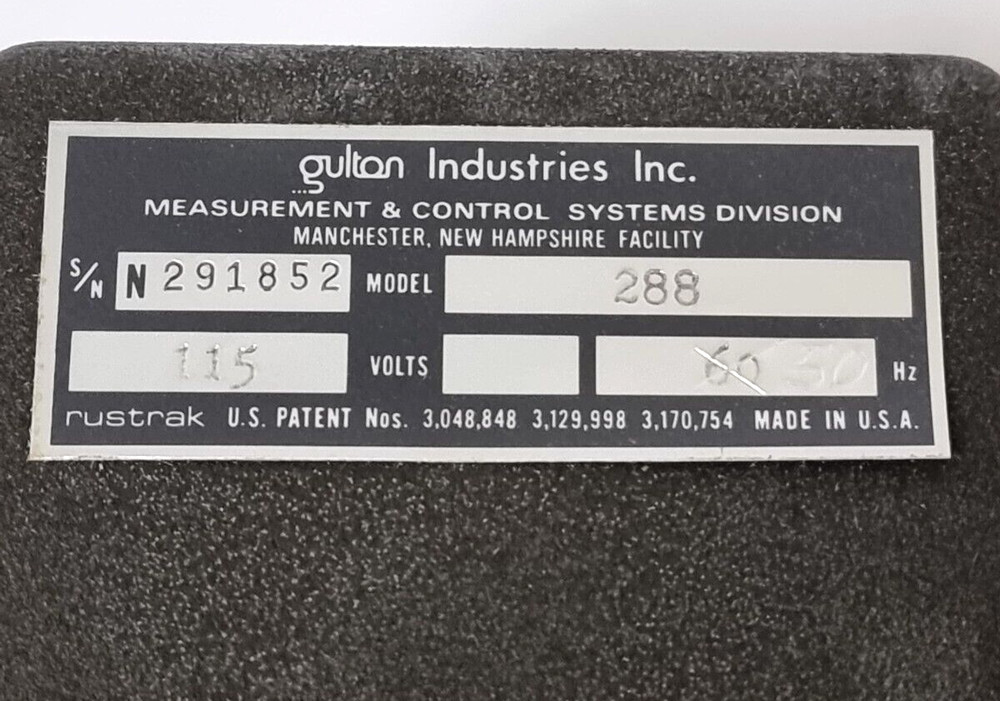 gulton Industries Inc.
MEASUREMENT & CONTROL SYSTEMS DIVISION
MANCHESTER, NEW HAMPSHIRE FACILITY
S/N N 291852 MODEL 288
115 VOLTS 60 50 Hz
rustrak U.S. PATENT Nos. 3,048,848 3,129,998 3,170,754 MADE IN U.S.A.